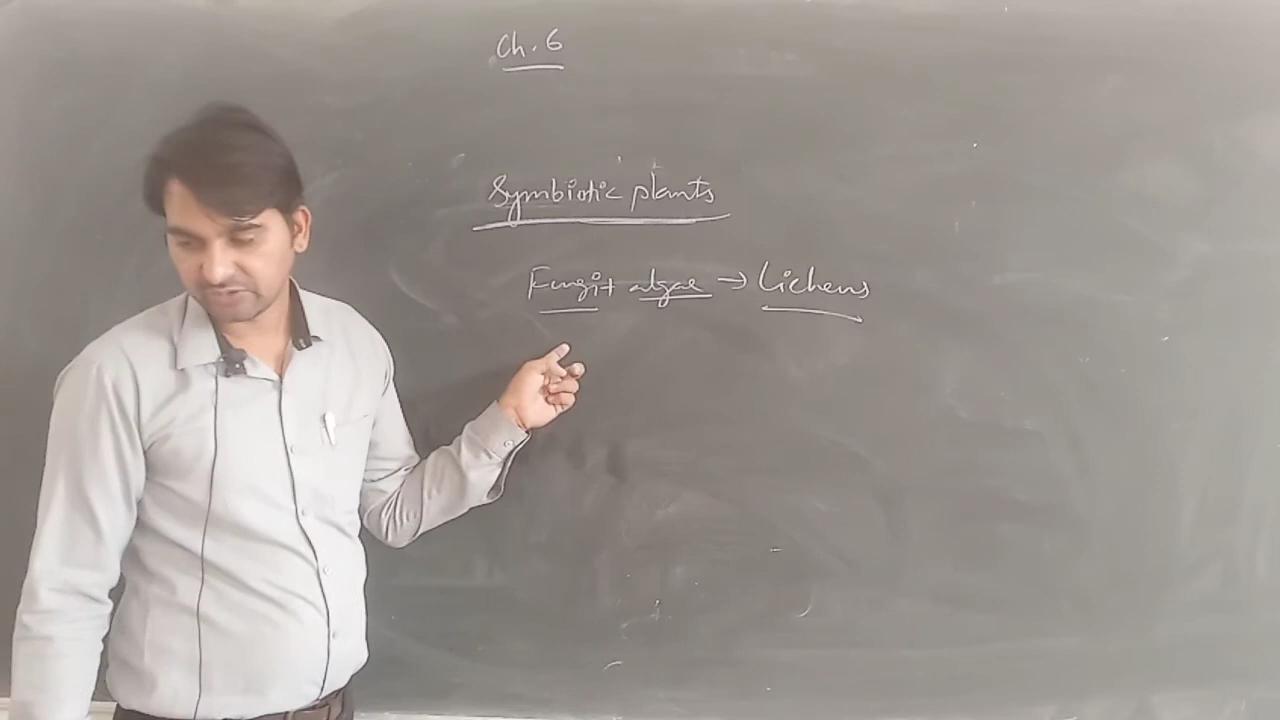 Ch. 6
Symbiotic plants
Fungi + algae → Lichens